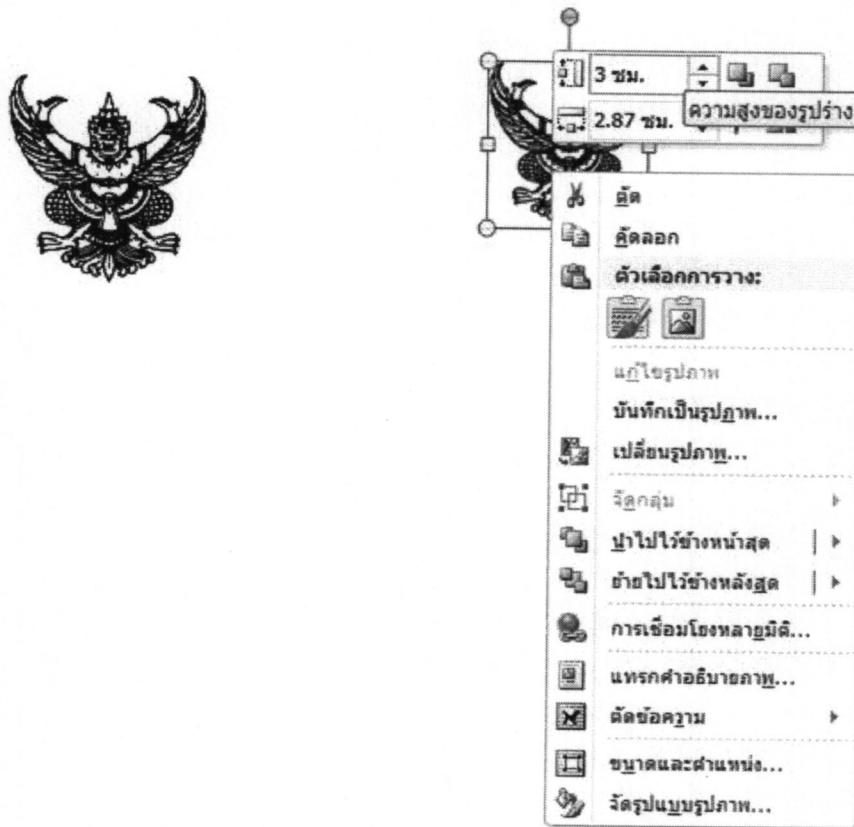 3 ซม.
ความสูงของรูปร่าง
2.87 ซม.
ตัด
คัดลอก
ตัวเลือกการวาง:
แก้ไขรูปภาพ
บันทึกเป็นรูปภาพ...
เปลี่ยนรูปภาพ...
จัดกลุ่ม
นำไปไว้ข้างหน้าสุด
ย้ายไปไว้ข้างหลังสุด
การเชื่อมโยงหลายมิติ...
แทรกคำอธิบายภาพ...
ตัดข้อความ
ขนาดและตำแหน่ง...
จัดรูปแบบรูปภาพ...